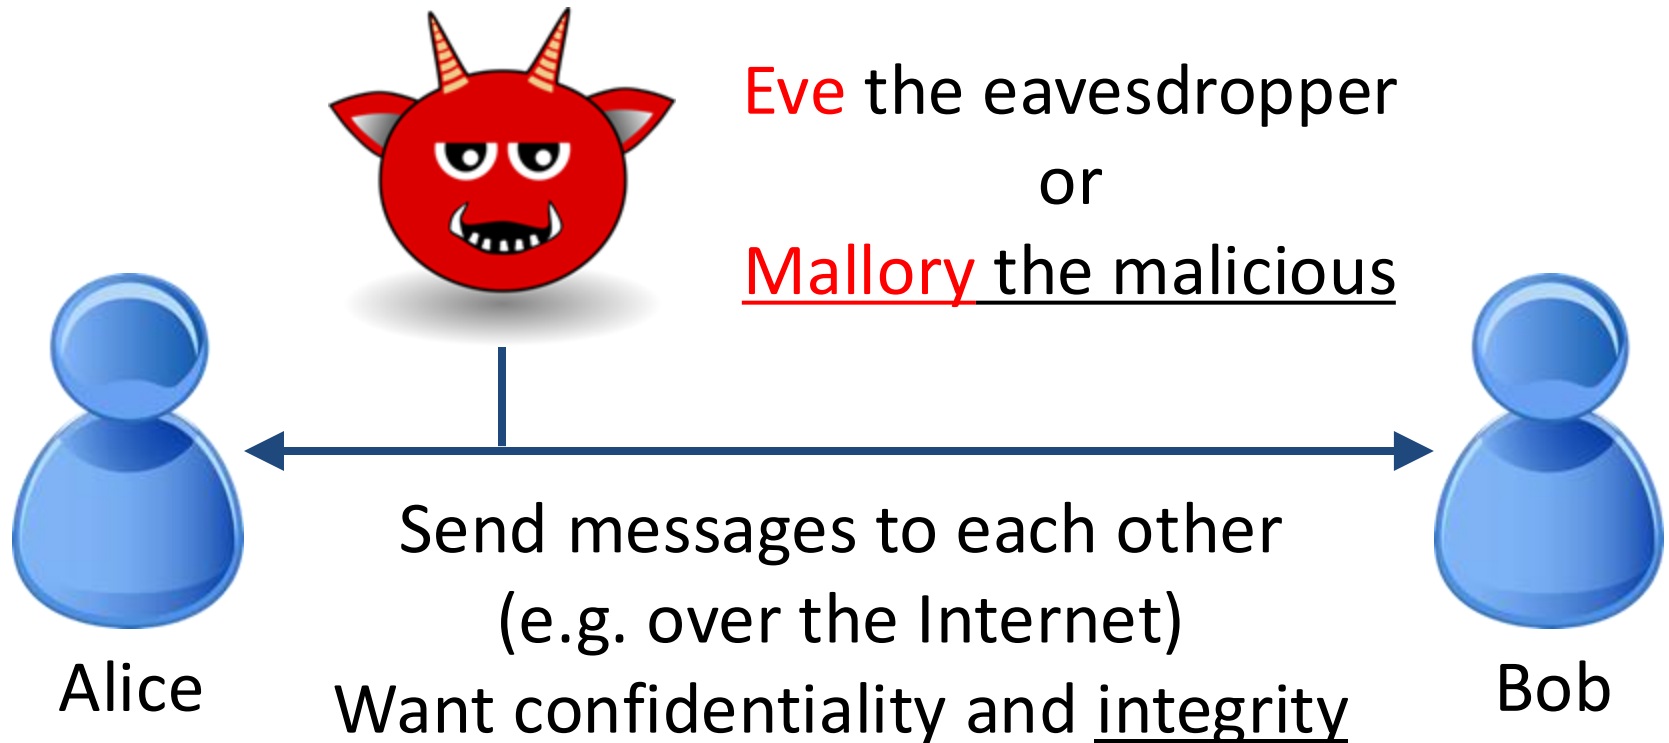 Eve the eavesdropper
or
Mallory the malicious
Send messages to each other
(e.g. over the Internet)
Want confidentiality and integrity
Alice
Bob